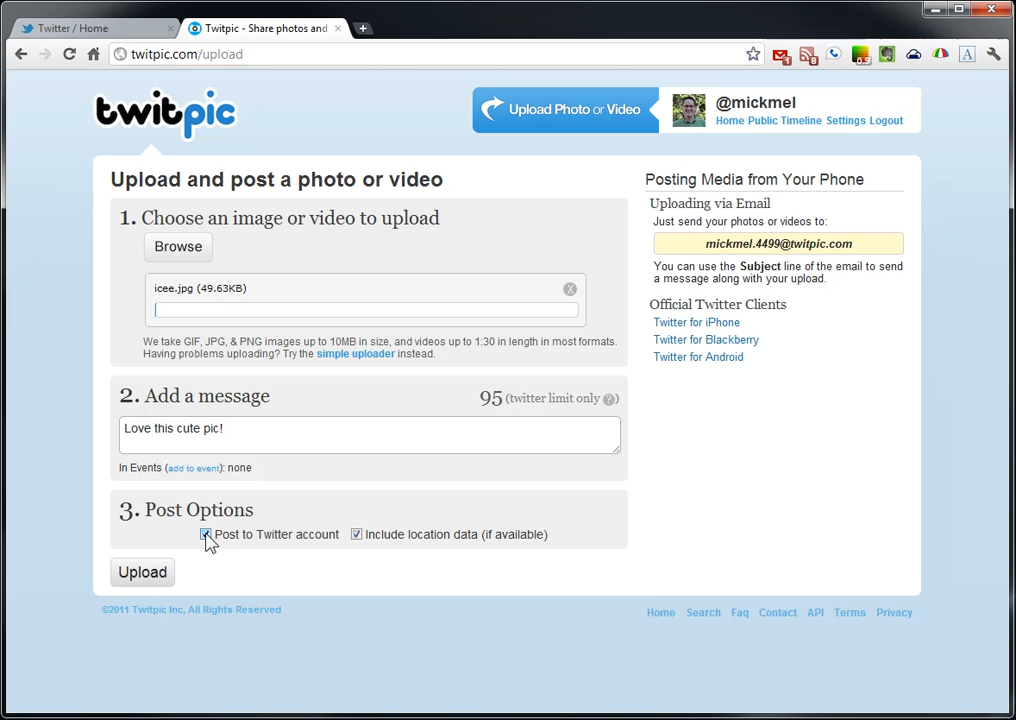 Twitter / Home
Twitpic - Share photos and
twitpic.com/upload
twitpic
Upload Photo or Video
@mickmel
Home Public Timeline Settings Logout
Upload and post a photo or video
1. Choose an image or video to upload
Browse
icee.jpg (49.63KB)
We take GIF, JPG, & PNG images up to 10MB in size, and videos up to 1:30 in length in most formats.
Having problems uploading? Try the simple uploader instead.
2. Add a message
95 (twitter limit only ?)
Love this cute pic!
In Events (add to event): none
3. Post Options
Post to Twitter account
Include location data (if available)
Upload
Posting Media from Your Phone
Uploading via Email
Just send your photos or videos to:
mickmel.4499@twitpic.com
You can use the Subject line of the email to send
a message along with your upload.
Official Twitter Clients
Twitter for iPhone
Twitter for Blackberry
Twitter for Android
©2011 Twitpic Inc, All Rights Reserved
Home Search Faq Contact API Terms Privacy